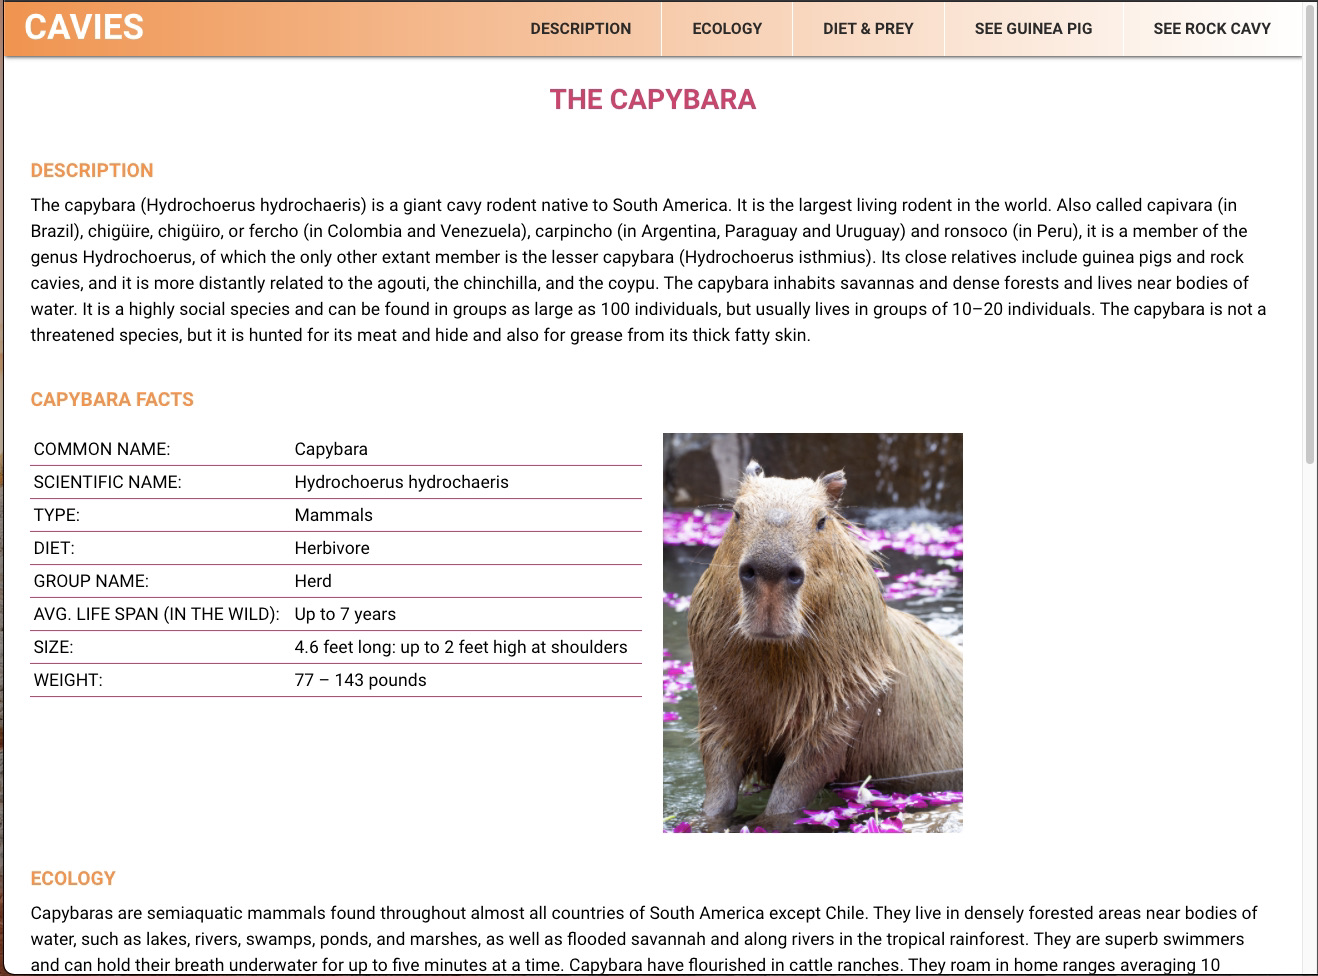 CAVIES
DESCRIPTION
ECOLOGY
DIET & PREY
SEE GUINEA PIG
SEE ROCK CAVY
THE CAPYBARA
DESCRIPTION
The capybara (Hydrochoerus hydrochaeris) is a giant cavy rodent native to South America. It is the largest living rodent in the world. Also called capivara (in
Brazil), chigüire, chigüiro, or fercho (in Colombia and Venezuela), carpincho (in Argentina, Paraguay and Uruguay) and ronsoco (in Peru), it is a member of the
genus Hydrochoerus, of which the only other extant member is the lesser capybara (Hydrochoerus isthmius). Its close relatives include guinea pigs and rock
cavies, and it is more distantly related to the agouti, the chinchilla, and the coypu. The capybara inhabits savannas and dense forests and lives near bodies of
water. It is a highly social species and can be found in groups as large as 100 individuals, but usually lives in groups of 10–20 individuals. The capybara is not a
threatened species, but it is hunted for its meat and hide and also for grease from its thick fatty skin.
CAPYBARA FACTS
COMMON NAME: Capybara
SCIENTIFIC NAME: Hydrochoerus hydrochaeris
TYPE: Mammals
DIET: Herbivore
GROUP NAME: Herd
AVG. LIFE SPAN (IN THE WILD): Up to 7 years
SIZE: 4.6 feet long: up to 2 feet high at shoulders
WEIGHT: 77 – 143 pounds
ECOLOGY
Capybaras are semiaquatic mammals found throughout almost all countries of South America except Chile. They live in densely forested areas near bodies of
water, such as lakes, rivers, swamps, ponds, and marshes, as well as flooded savannah and along rivers in the tropical rainforest. They are superb swimmers
and can hold their breath underwater for up to five minutes at a time. Capybara have flourished in cattle ranches. They roam in home ranges averaging 10